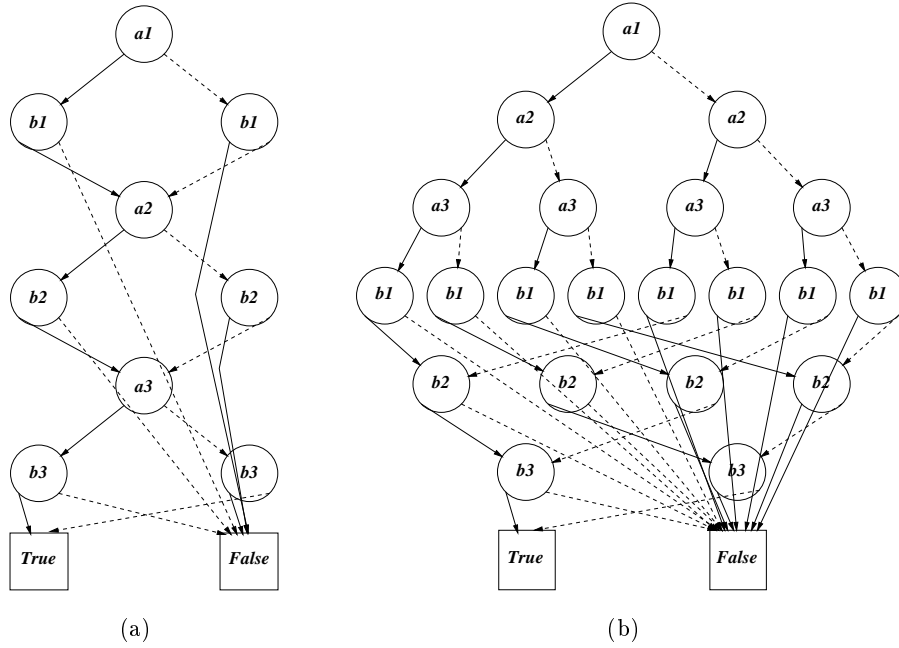 a1
b1 b1
a2
b2 b2
a3
b3 b3
True False
(a)
a1
a2 a2
a3 a3 a3 a3
b1 b1 b1 b1 b1 b1 b1 b1
b2 b2 b2 b2
b3 b3
True False
(b)